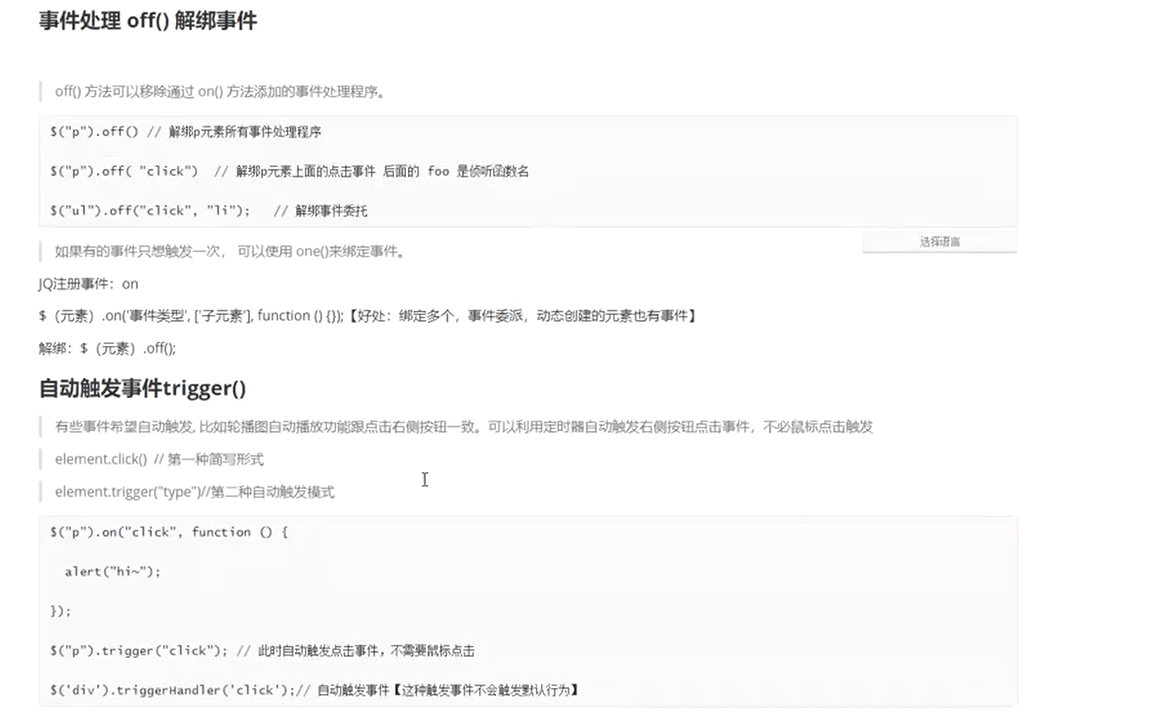 事件处理 off() 解绑事件
off() 方法可以移除通过 on() 方法添加的事件处理程序。
$("p").off() // 解绑p元素所有事件处理程序
$("p").off( "click")  // 解绑p元素上面的点击事件 后面的 foo 是侦听函数名
$("ul").off("click", "li");   // 解绑事件委托
如果有的事件只想触发一次， 可以使用 one()来绑定事件。
选择语言
JQ注册事件：on
$（元素）.on('事件类型', ['子元素'], function () {});【好处：绑定多个，事件委派，动态创建的元素也有事件】
解绑：$（元素）.off();
自动触发事件trigger()
有些事件希望自动触发, 比如轮播图自动播放功能跟点击右侧按钮一致。可以利用定时器自动触发右侧按钮点击事件，不必鼠标点击触发
element.click()  // 第一种简写形式
element.trigger("type")//第二种自动触发模式
$("p").on("click", function () {
  alert("hi~");
});
$("p").trigger("click"); // 此时自动触发点击事件，不需要鼠标点击
$('div').triggerHandler('click');// 自动触发事件【这种触发事件不会触发默认行为】